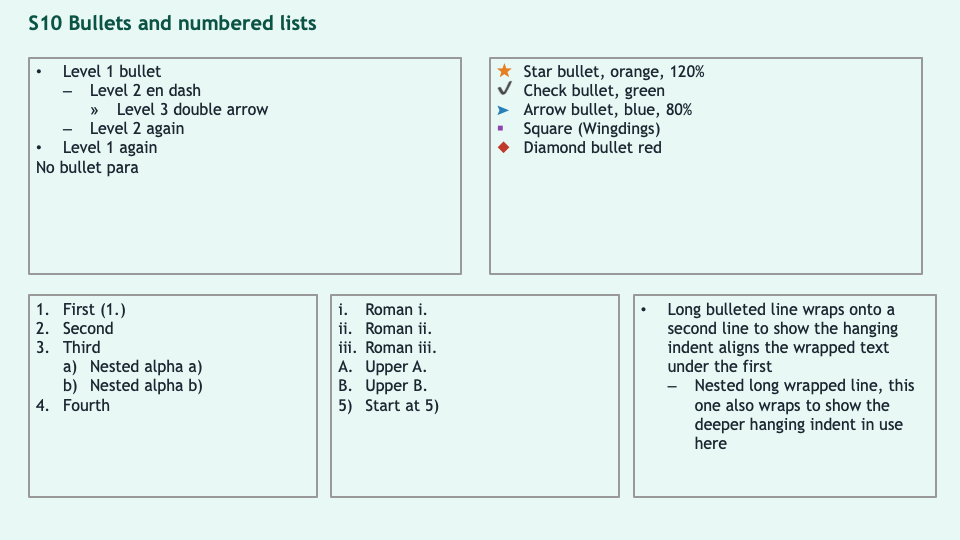 S10 Bullets and numbered lists
• Level 1 bullet
– Level 2 en dash
» Level 3 double arrow
– Level 2 again
• Level 1 again
No bullet para
★ Star bullet, orange, 120%
✓ Check bullet, green
➤ Arrow bullet, blue, 80%
▪ Square (Wingdings)
◆ Diamond bullet red
1. First (1.)
2. Second
3. Third
a) Nested alpha a)
b) Nested alpha b)
4. Fourth
i. Roman i.
ii. Roman ii.
iii. Roman iii.
A. Upper A.
B. Upper B.
5) Start at 5)
• Long bulleted line wraps onto a
second line to show the hanging
indent aligns the wrapped text
under the first
– Nested long wrapped line, this
one also wraps to show the
deeper hanging indent in use
here